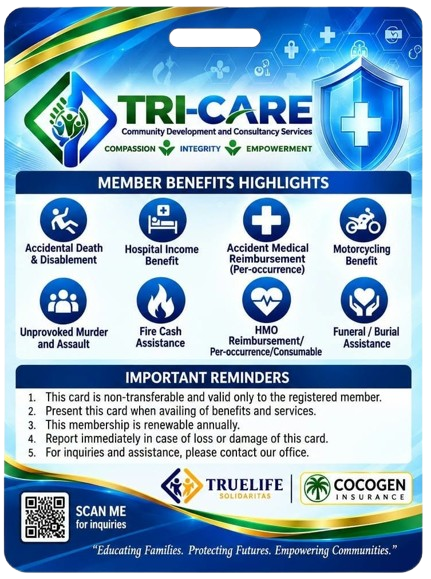 TRI-CARE
Community Development and Consultancy Services
COMPASSION INTEGRITY EMPOWERMENT
MEMBER BENEFITS HIGHLIGHTS
Accidental Death
& Disablement
Hospital Income
Benefit
Accident Medical
Reimbursement
(Per-occurrence)
Motorcycling
Benefit
Unprovoked Murder
and Assault
Fire Cash
Assistance
HMO
Reimbursement/
Per-occurrence/Consumable
Funeral / Burial
Assistance
IMPORTANT REMINDERS
1. This card is non-transferable and valid only to the registered member.
2. Present this card when availing of benefits and services.
3. This membership is renewable annually.
4. Report immediately in case of loss or damage of this card.
5. For inquiries and assistance, please contact our office.
TRUELIFE
SOLIDARITAS
COCOGEN
INSURANCE
SCAN ME
for inquiries
"Educating Families. Protecting Futures. Empowering Communities."